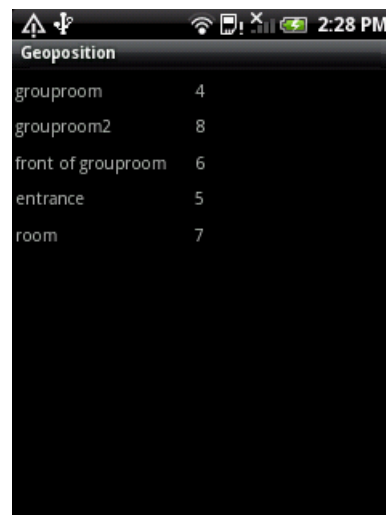 2:28 PM
Geoposition
grouproom 4
grouproom2 8
front of grouproom 6
entrance 5
room 7